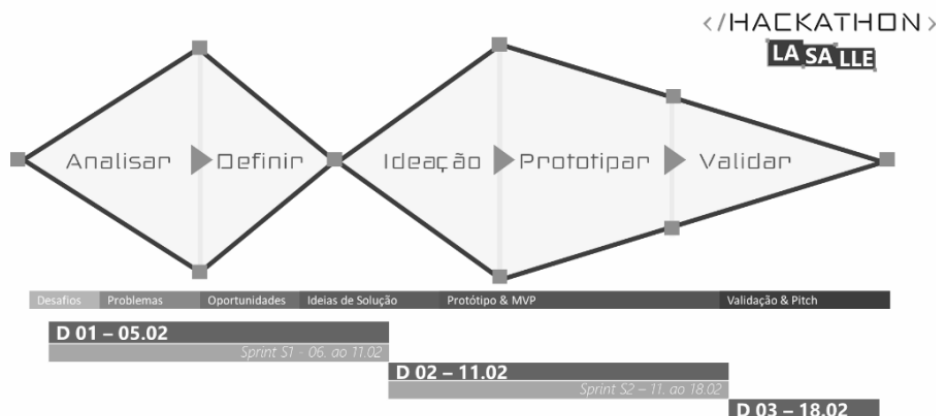 </HACKATHON>
LA SA LLE
Analisar Definir Ideação Prototipar Validar
Desafios Problemas Oportunidades Ideias de Solução Protótipo & MVP Validação & Pitch
D 01 – 05.02
Sprint S1 - 06. ao 11.02
D 02 – 11.02
Sprint S2 – 11. ao 18.02
D 03 – 18.02